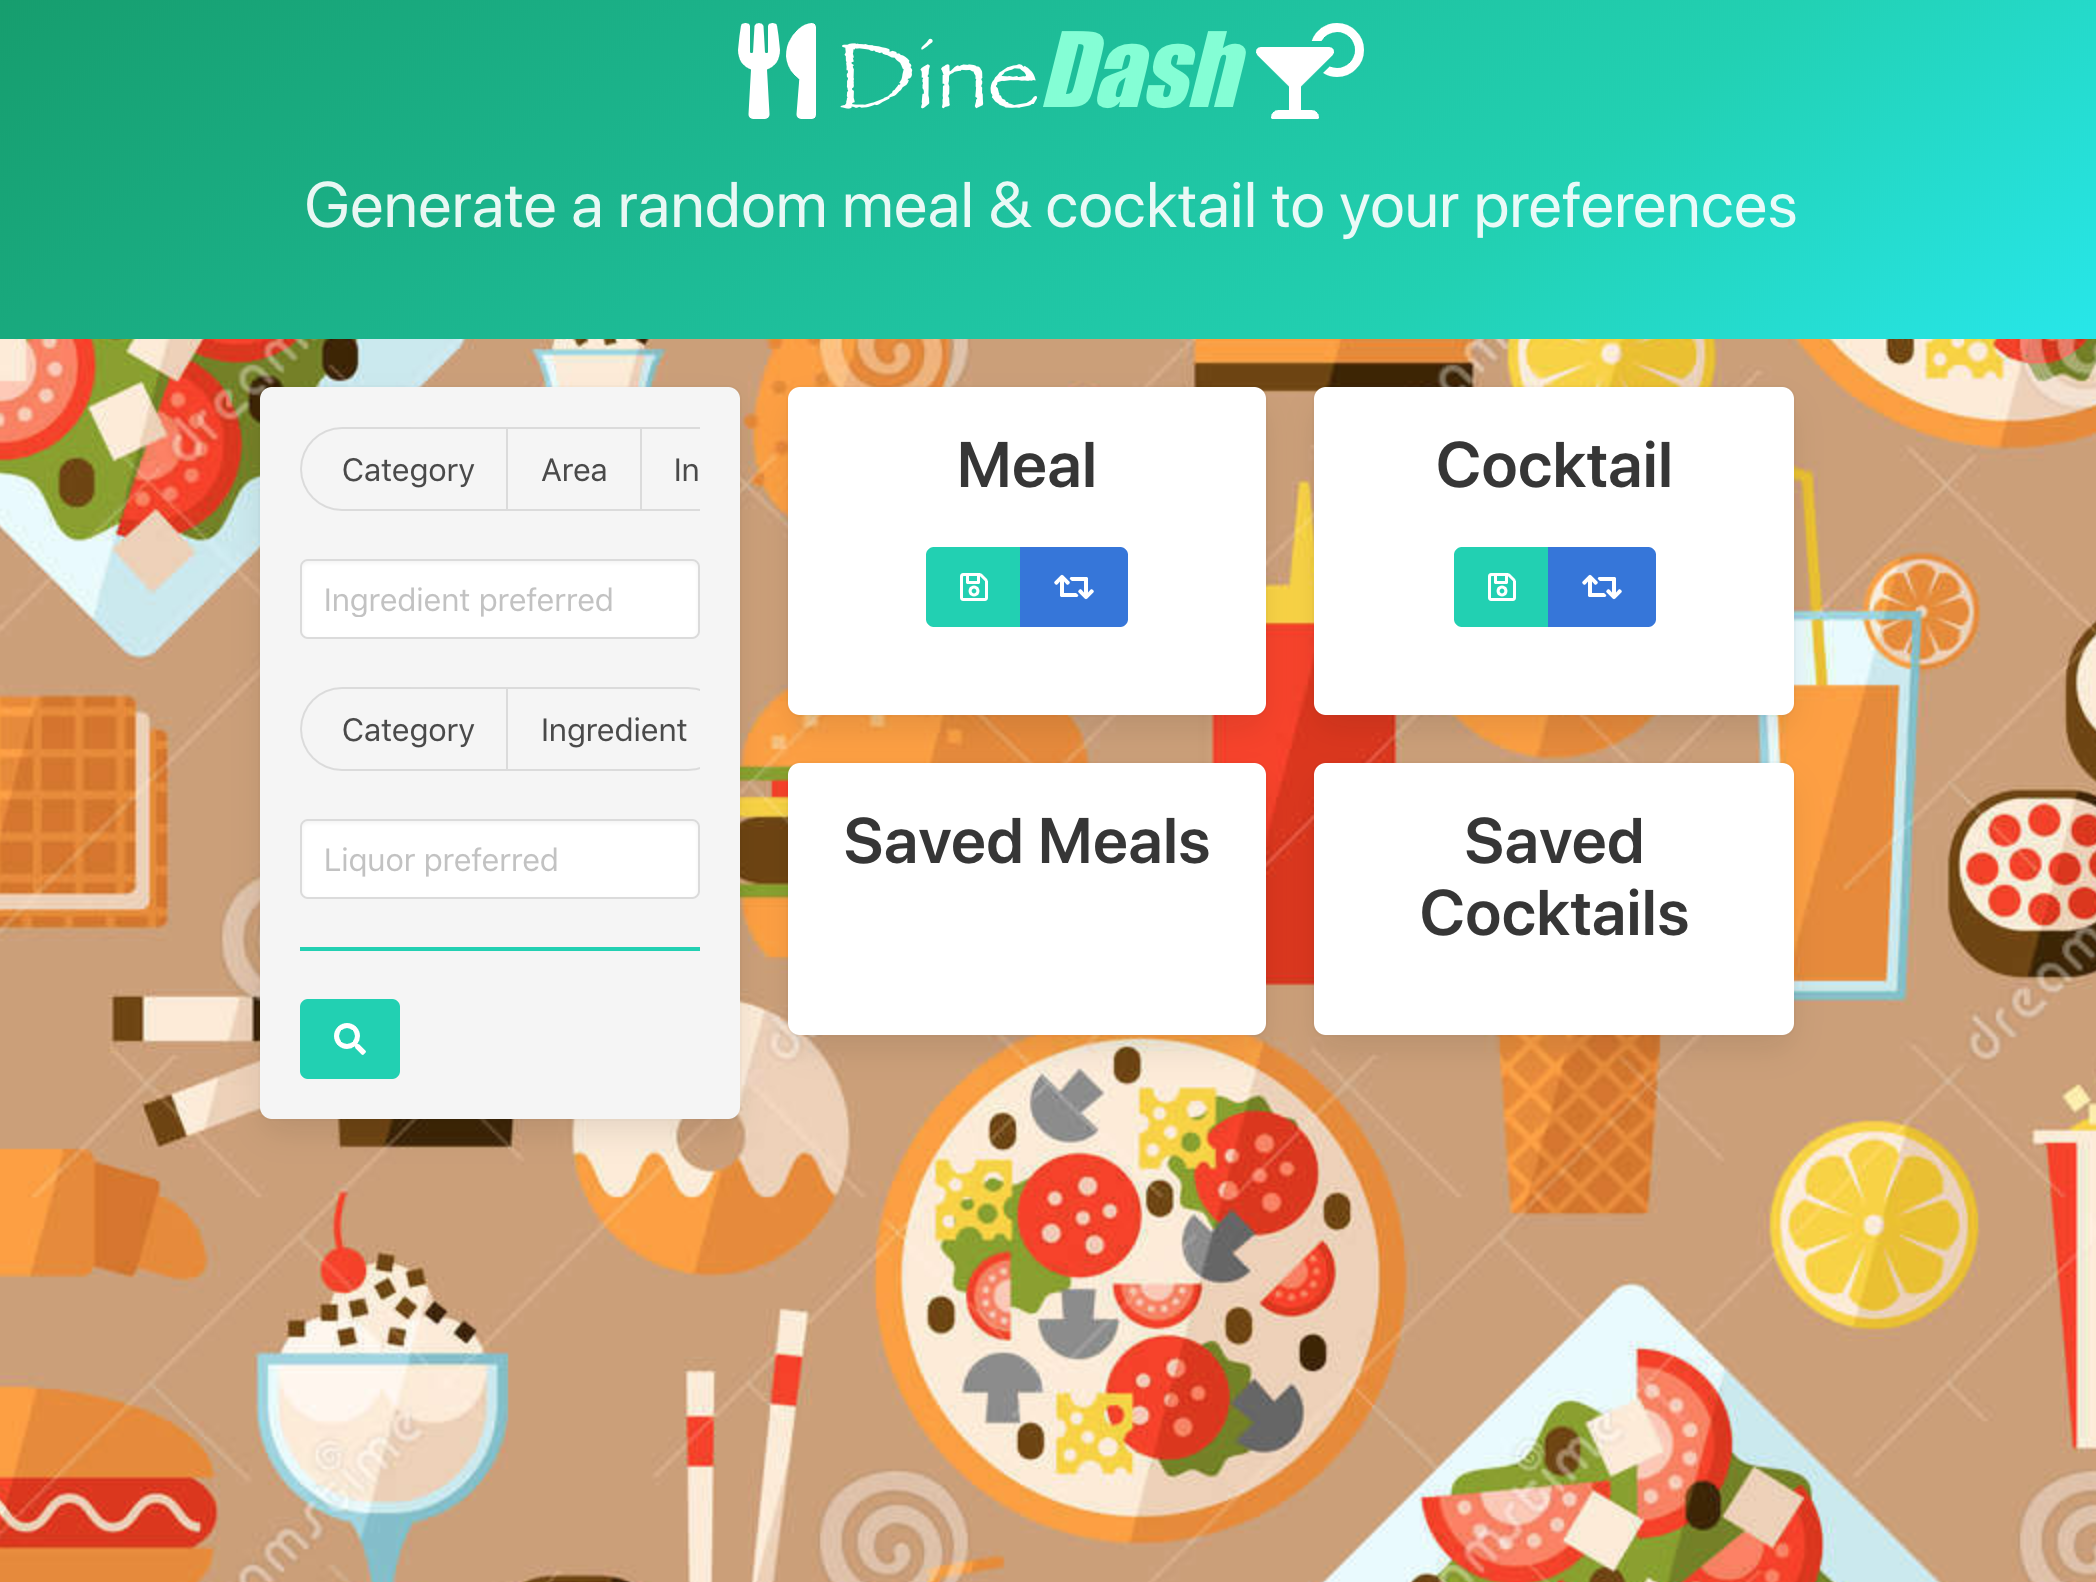 DineDash
Generate a random meal & cocktail to your preferences
Category Area In
Ingredient preferred
Category Ingredient
Liquor preferred
Meal
Cocktail
Saved Meals
Saved
Cocktails